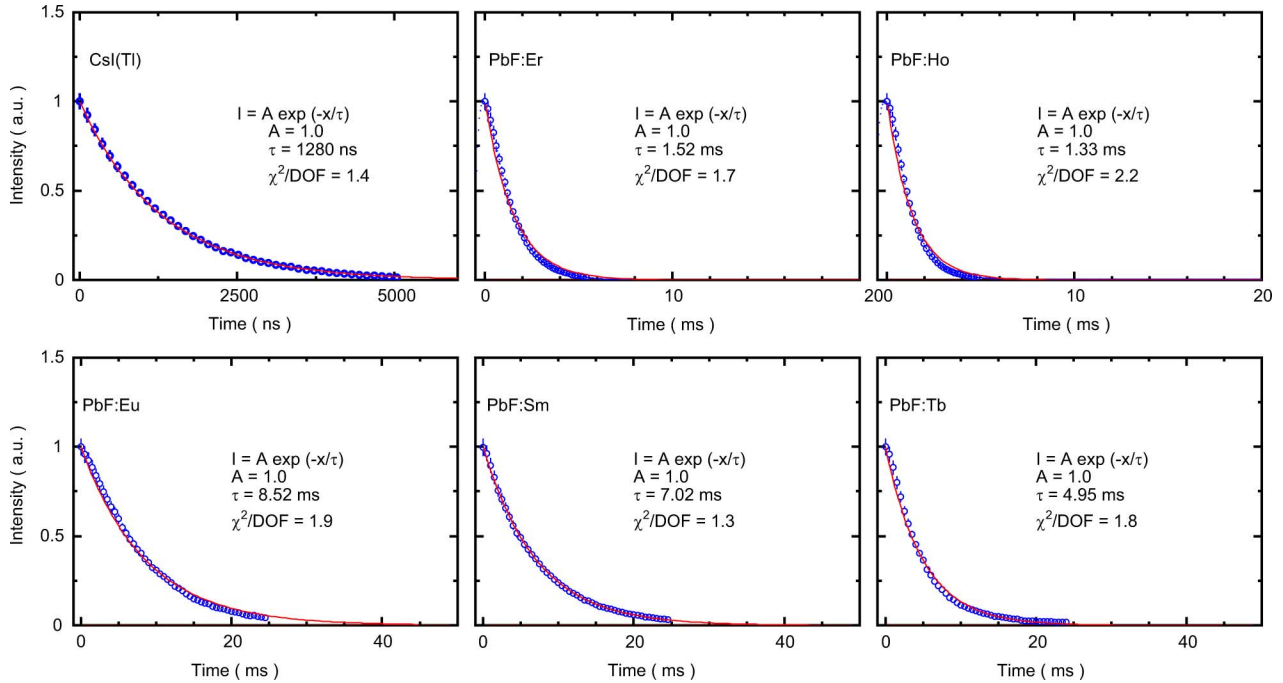 1.5
1
0.5
0
Intensity ( a.u. )
CsI(Tl)
I = A exp (-x/τ)
A = 1.0
τ = 1280 ns
χ²/DOF = 1.4
0 2500 5000
Time ( ns )
PbF:Er
I = A exp (-x/τ)
A = 1.0
τ = 1.52 ms
χ²/DOF = 1.7
0 10 20
Time ( ms )
PbF:Ho
I = A exp (-x/τ)
A = 1.0
τ = 1.33 ms
χ²/DOF = 2.2
0 10 20
Time ( ms )
1.5
1
0.5
0
Intensity ( a.u. )
PbF:Eu
I = A exp (-x/τ)
A = 1.0
τ = 8.52 ms
χ²/DOF = 1.9
0 20 40
Time ( ms )
PbF:Sm
I = A exp (-x/τ)
A = 1.0
τ = 7.02 ms
χ²/DOF = 1.3
0 20 40
Time ( ms )
PbF:Tb
I = A exp (-x/τ)
A = 1.0
τ = 4.95 ms
χ²/DOF = 1.8
0 20 40
Time ( ms )